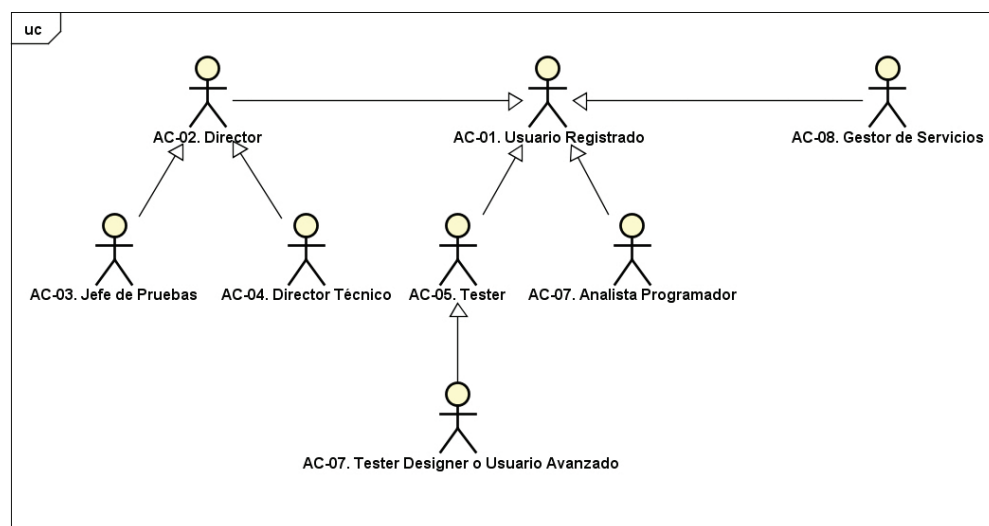 uc
AC-02. Director
AC-01. Usuario Registrado
AC-08. Gestor de Servicios
AC-03. Jefe de Pruebas
AC-04. Director Técnico
AC-05. Tester
AC-07. Analista Programador
AC-07. Tester Designer o Usuario Avanzado